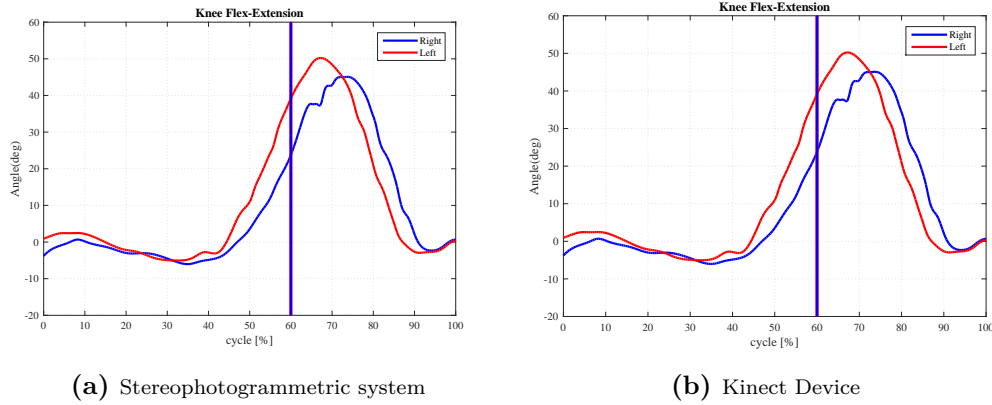 Knee Flex-Extension
60
50
40
30
20
10
0
-10
-20
Angle(deg)
0 10 20 30 40 50 60 70 80 90 100
cycle [%]
Right
Left
(a) Stereophotogrammetric system
Knee Flex-Extension
60
50
40
30
20
10
0
-10
-20
Angle(deg)
0 10 20 30 40 50 60 70 80 90 100
cycle [%]
Right
Left
(b) Kinect Device